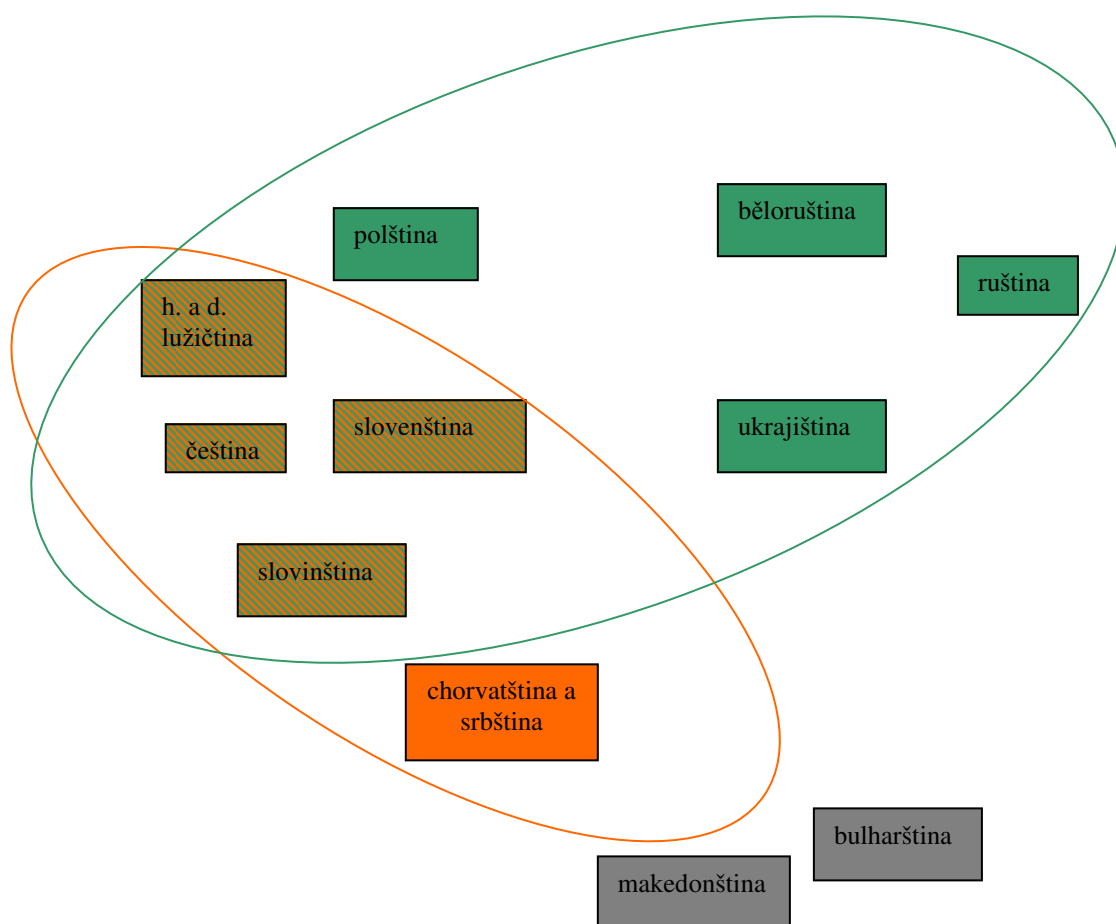 běloruština
polština
ruština
h. a d.
lužičtina
slovenština
ukrajiština
čeština
slovinština
chorvatština a
srbština
bulharština
makedonština